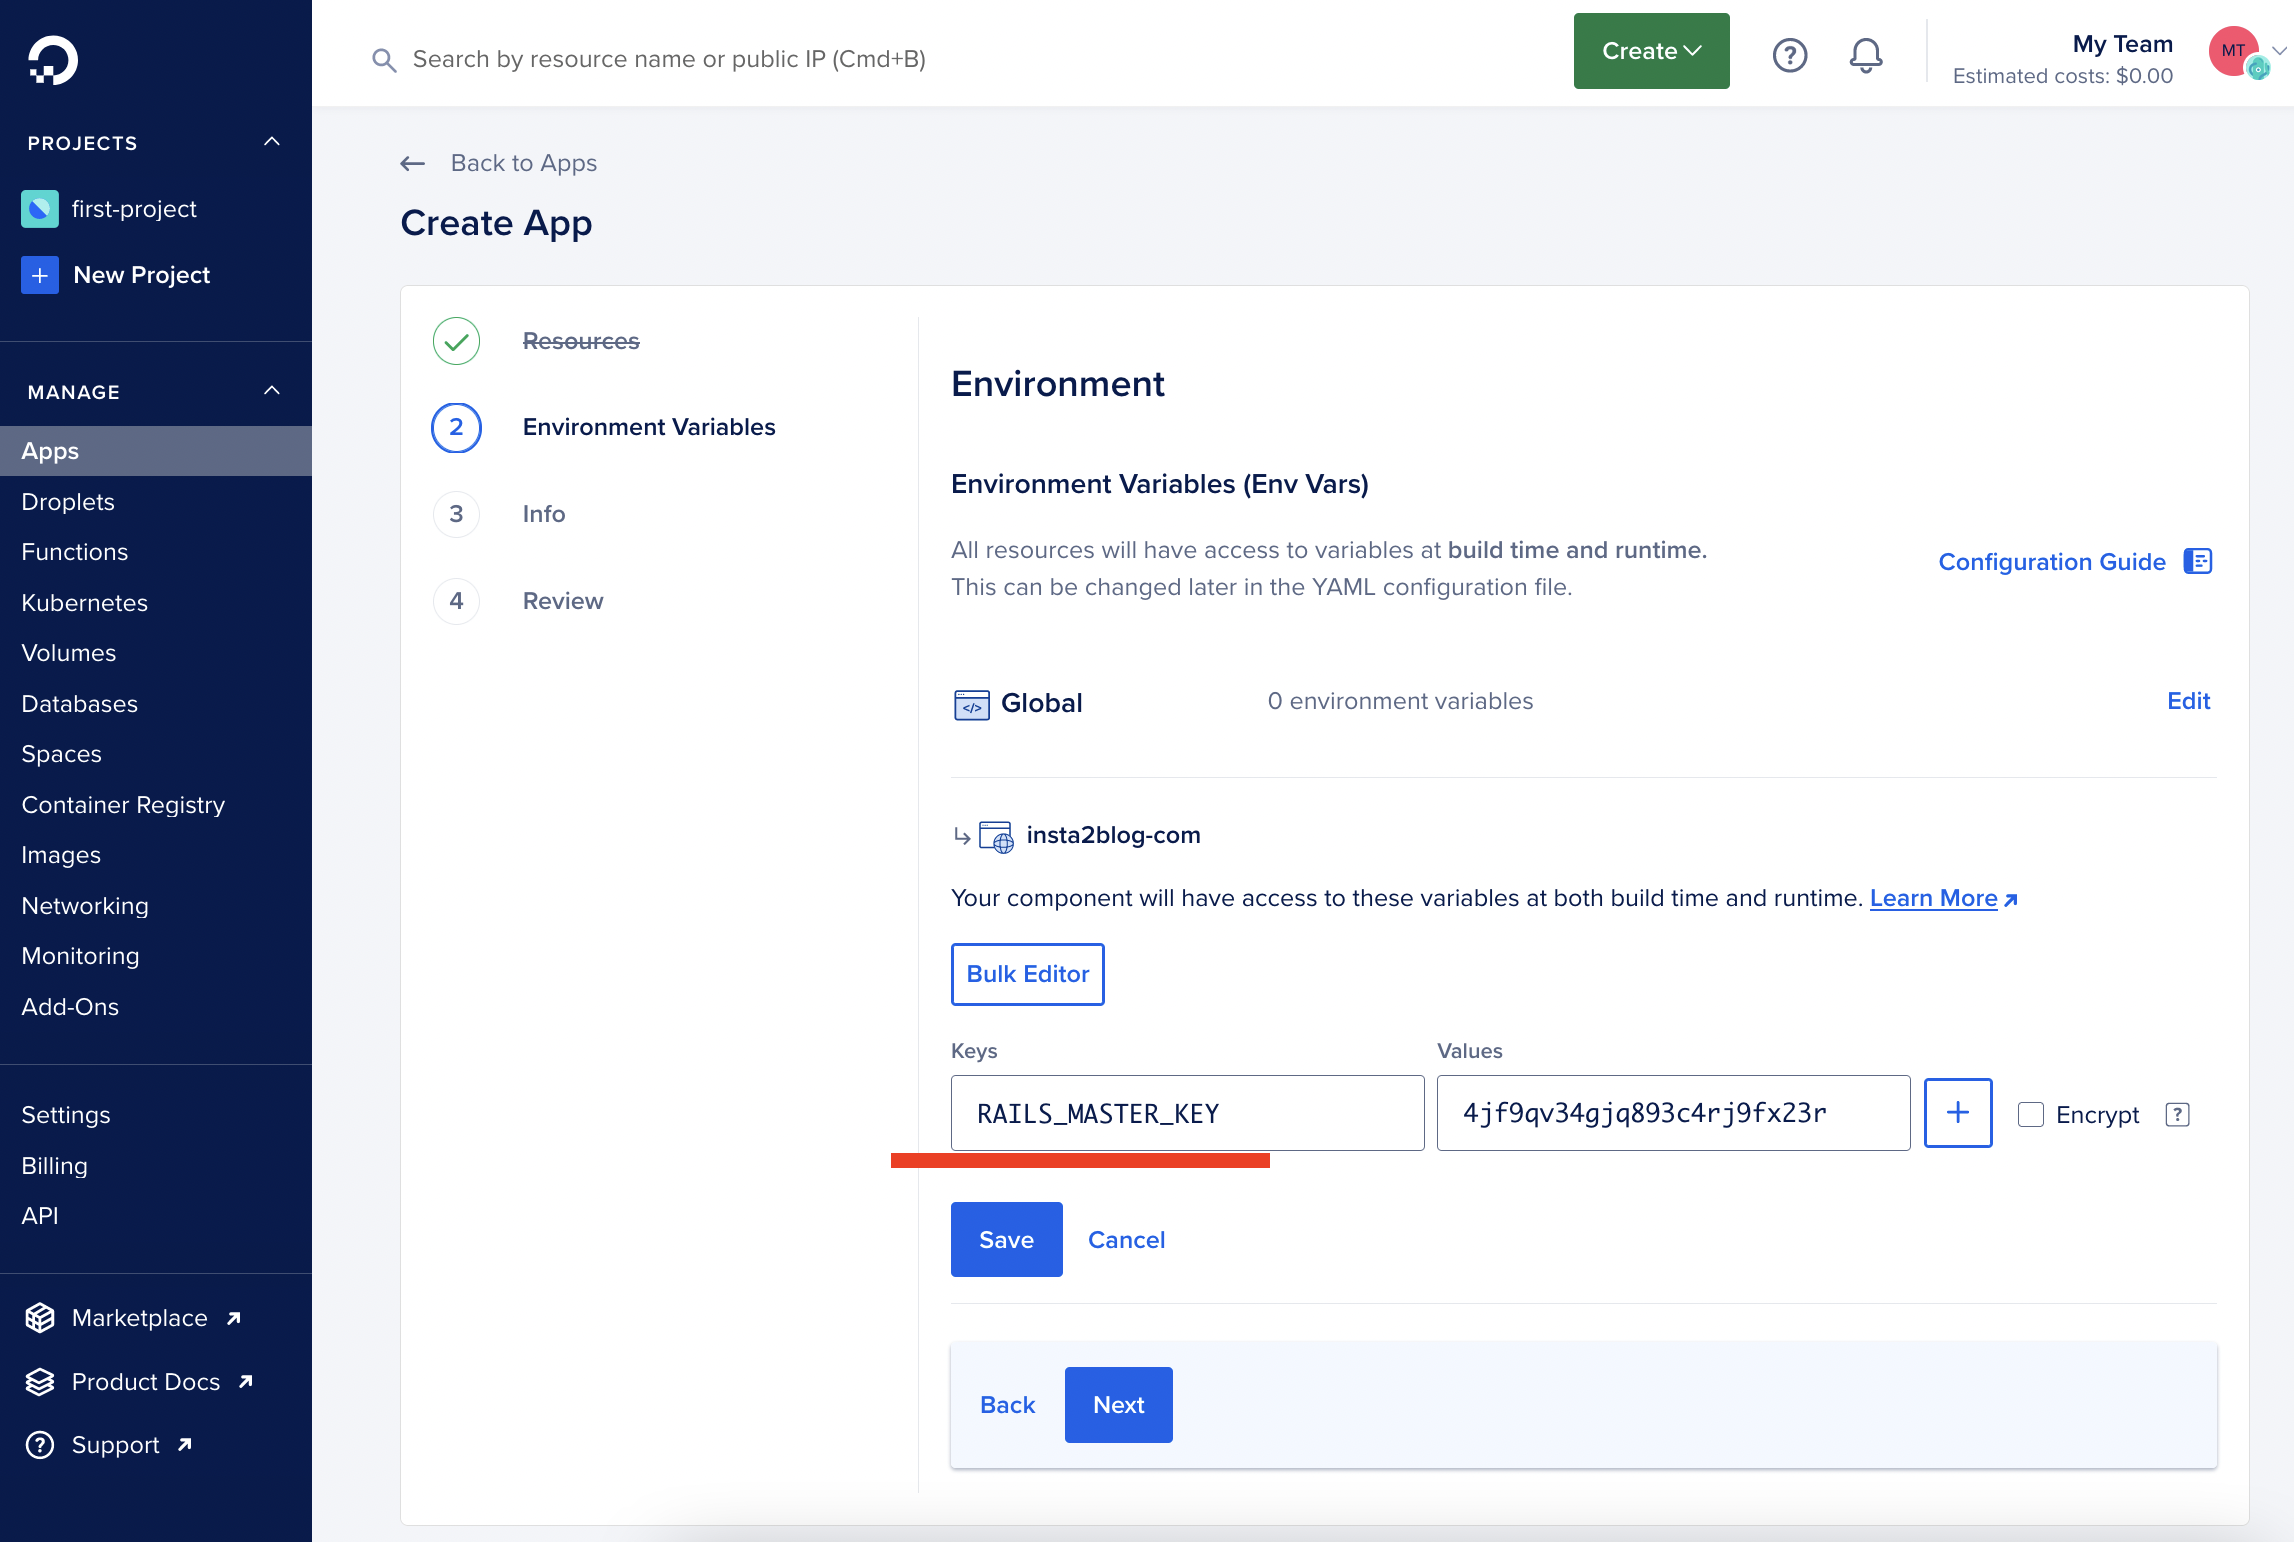 Search by resource name or public IP (Cmd+B)
Create
My Team
Estimated costs: $0.00
MT
PROJECTS
first-project
+ New Project
MANAGE
Apps
Droplets
Functions
Kubernetes
Volumes
Databases
Spaces
Container Registry
Images
Networking
Monitoring
Add-Ons
Settings
Billing
API
Marketplace
Product Docs
Support
Back to Apps
Create App
Resources
2 Environment Variables
3 Info
4 Review
Environment
Environment Variables (Env Vars)
All resources will have access to variables at build time and runtime.
This can be changed later in the YAML configuration file.
Configuration Guide
Global
0 environment variables
Edit
insta2blog-com
Your component will have access to these variables at both build time and runtime. Learn More
Bulk Editor
Keys
Values
RAILS_MASTER_KEY
4jf9qv34gjq893c4rj9fx23r
+
Encrypt ?
Save
Cancel
Back
Next